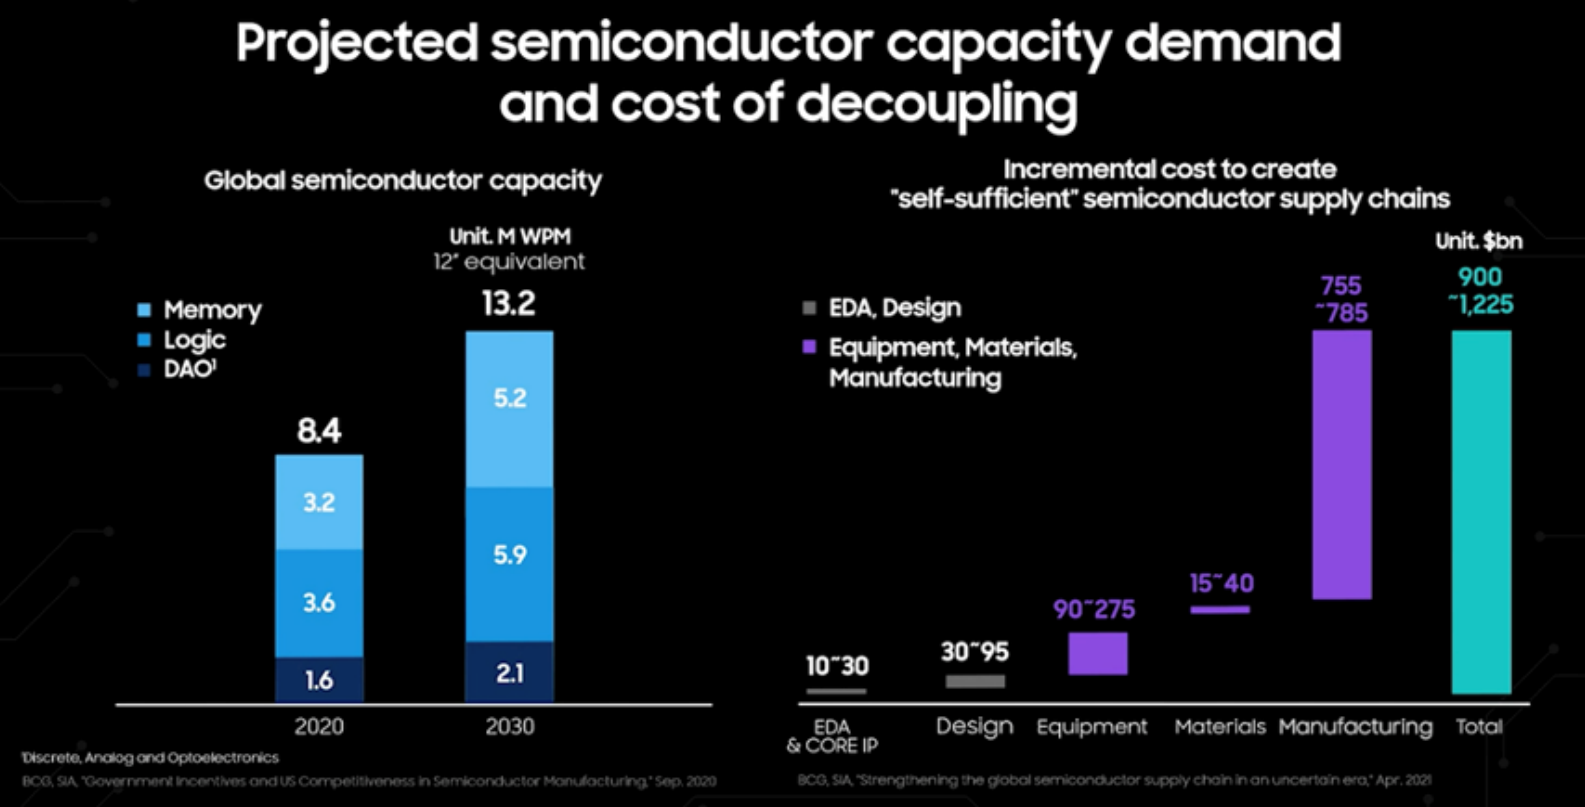 Projected semiconductor capacity demand
and cost of decoupling
Global semiconductor capacity
Unit. M WPM
12" equivalent
Memory
Logic
DAO¹
8.4
3.2
3.6
1.6
13.2
5.2
5.9
2.1
2020
2030
¹Discrete, Analog and Optoelectronics
BCG, SIA, "Government Incentives and US Competitiveness in Semiconductor Manufacturing," Sep. 2020
Incremental cost to create
"self-sufficient" semiconductor supply chains
Unit. $bn
EDA, Design
Equipment, Materials,
Manufacturing
10~30
30~95
90~275
15~40
755
~785
900
~1,225
EDA
& CORE IP
Design
Equipment
Materials
Manufacturing
Total
BCG, SIA, "Strengthening the global semiconductor supply chain in an uncertain era," Apr. 2021